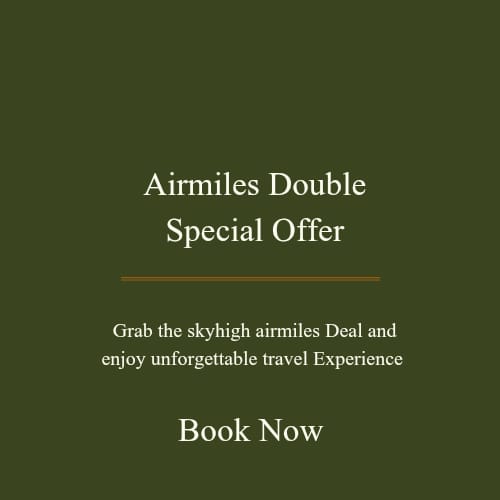 Airmiles Double
Special Offer
Grab the skyhigh airmiles Deal and
enjoy unforgettable travel Experience
Book Now